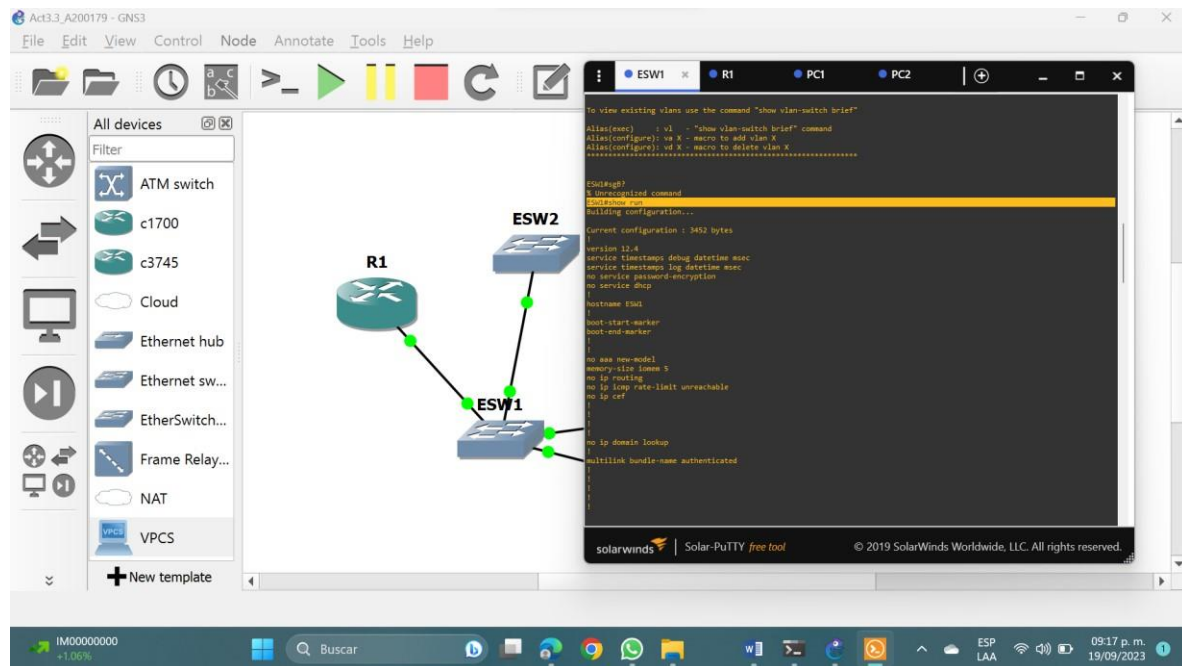 Act3.3_A200179 - GNS3
File Edit View Control Node Annotate Tools Help
All devices
Filter
ATM switch
c1700
c3745
Cloud
Ethernet hub
Ethernet sw...
EtherSwitch...
Frame Relay...
NAT
VPCS
New template
R1
ESW2
ESW1
ESW1 R1 PC1 PC2
To view existing vlans use the command "show vlan-switch brief"
Alias(exec) : vl - "show vlan-switch brief" command
Alias(configure): va X - macro to add vlan X
Alias(configure): vd X - macro to delete vlan X
***************************************************************
ESW1#sgB?
% Unrecognized command
ESW1#show run
Building configuration...
Current configuration : 3452 bytes
!
version 12.4
service timestamps debug datetime msec
service timestamps log datetime msec
no service password-encryption
no service dhcp
!
hostname ESW1
!
boot-start-marker
boot-end-marker
!
!
no aaa new-model
memory-size iomem 5
no ip routing
no ip icmp rate-limit unreachable
no ip cef
!
!
!
!
no ip domain lookup
!
multilink bundle-name authenticated
!
!
!
!
!
solarwinds Solar-PuTTY free tool © 2019 SolarWinds Worldwide, LLC. All rights reserved.
IM00000000
+1.06%
Buscar
ESP
LAA
09:17 p. m.
19/09/2023
1